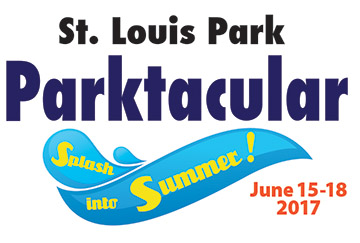 St. Louis Park
Parktacular
Splash
into Summer!
June 15-18
2017